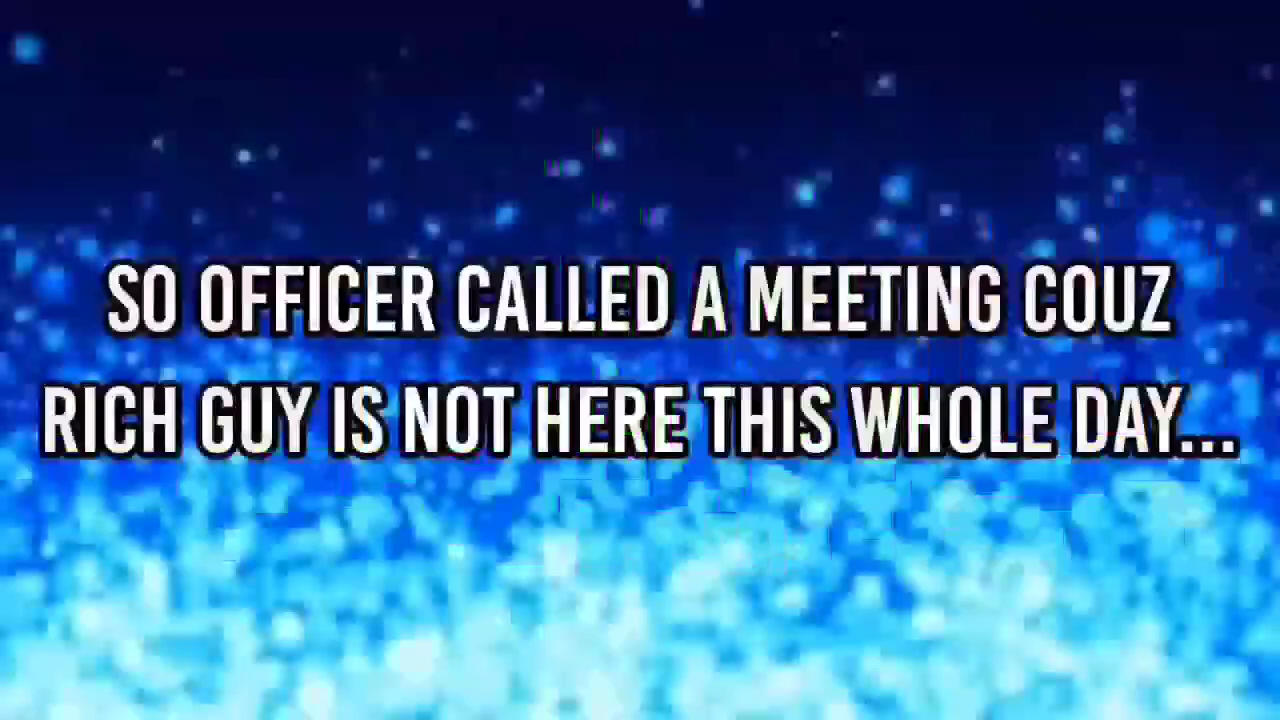 SO OFFICER CALLED A MEETING COUZ
RICH GUY IS NOT HERE THIS WHOLE DAY...